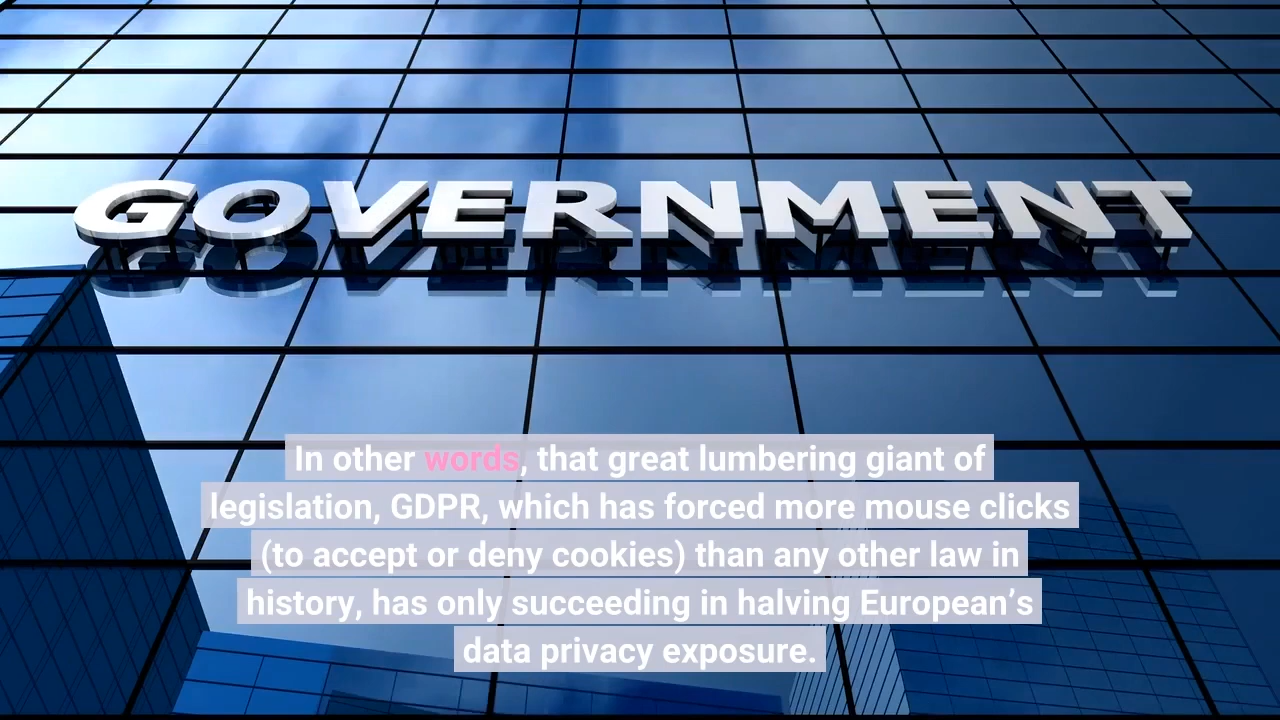 GOVERNMENT
In other words, that great lumbering giant of
legislation, GDPR, which has forced more mouse clicks
(to accept or deny cookies) than any other law in
history, has only succeeding in halving European’s
data privacy exposure.